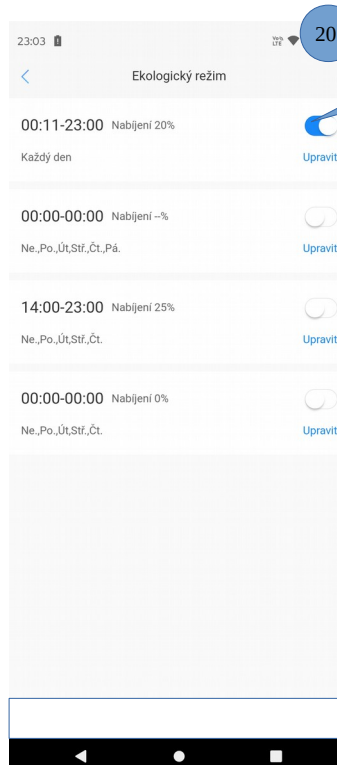 23:03
Verb LTE
20
Ekologický režim
00:11-23:00 Nabíjení 20%
Každý den
Upravit
00:00-00:00 Nabíjení --%
Ne.,Po.,Út,Stř.,Čt.,Pá.
Upravit
14:00-23:00 Nabíjení 25%
Ne.,Po.,Út,Stř.,Čt.
Upravit
00:00-00:00 Nabíjení 0%
Ne.,Po.,Út,Stř.,Čt.
Upravit